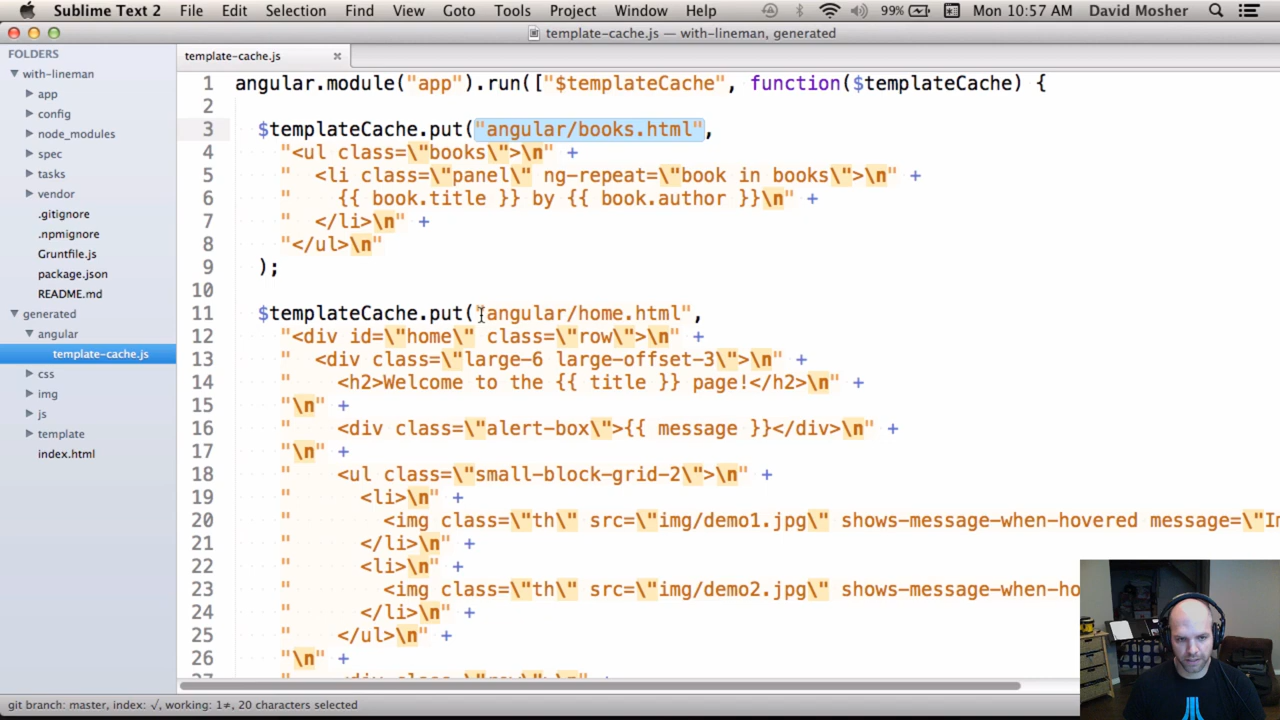 Sublime Text 2 File Edit Selection Find View Goto Tools Project Window Help 99% Mon 10:57 AM David Mosher
template-cache.js — with-lineman, generated
FOLDERS
with-lineman
app
config
node_modules
spec
tasks
vendor
.gitignore
.npmignore
Gruntfile.js
package.json
README.md
generated
angular
template-cache.js
css
img
js
template
index.html
template-cache.js ×
1 angular.module("app").run(["$templateCache", function($templateCache) {
2
3 $templateCache.put("angular/books.html",
4 "<ul class=\"books\">\n" +
5 " <li class=\"panel\" ng-repeat=\"book in books\">\n" +
6 " {{ book.title }} by {{ book.author }}\n" +
7 " </li>\n" +
8 "</ul>\n"
9 );
10
11 $templateCache.put("angular/home.html",
12 "<div id=\"home\" class=\"row\">\n" +
13 " <div class=\"large-6 large-offset-3\">\n" +
14 " <h2>Welcome to the {{ title }} page!</h2>\n" +
15 "\n" +
16 " <div class=\"alert-box\">{{ message }}</div>\n" +
17 "\n" +
18 " <ul class=\"small-block-grid-2\">\n" +
19 " <li>\n" +
20 " <img class=\"th\" src=\"img/demo1.jpg\" shows-message-when-hovered message=\"I
21 " </li>\n" +
22 " <li>\n" +
23 " <img class=\"th\" src=\"img/demo2.jpg\" shows-message-when-ho
24 " </li>\n" +
25 " </ul>\n" +
26 "\n" +
git branch: master, index: √, working: 1≠, 20 characters selected